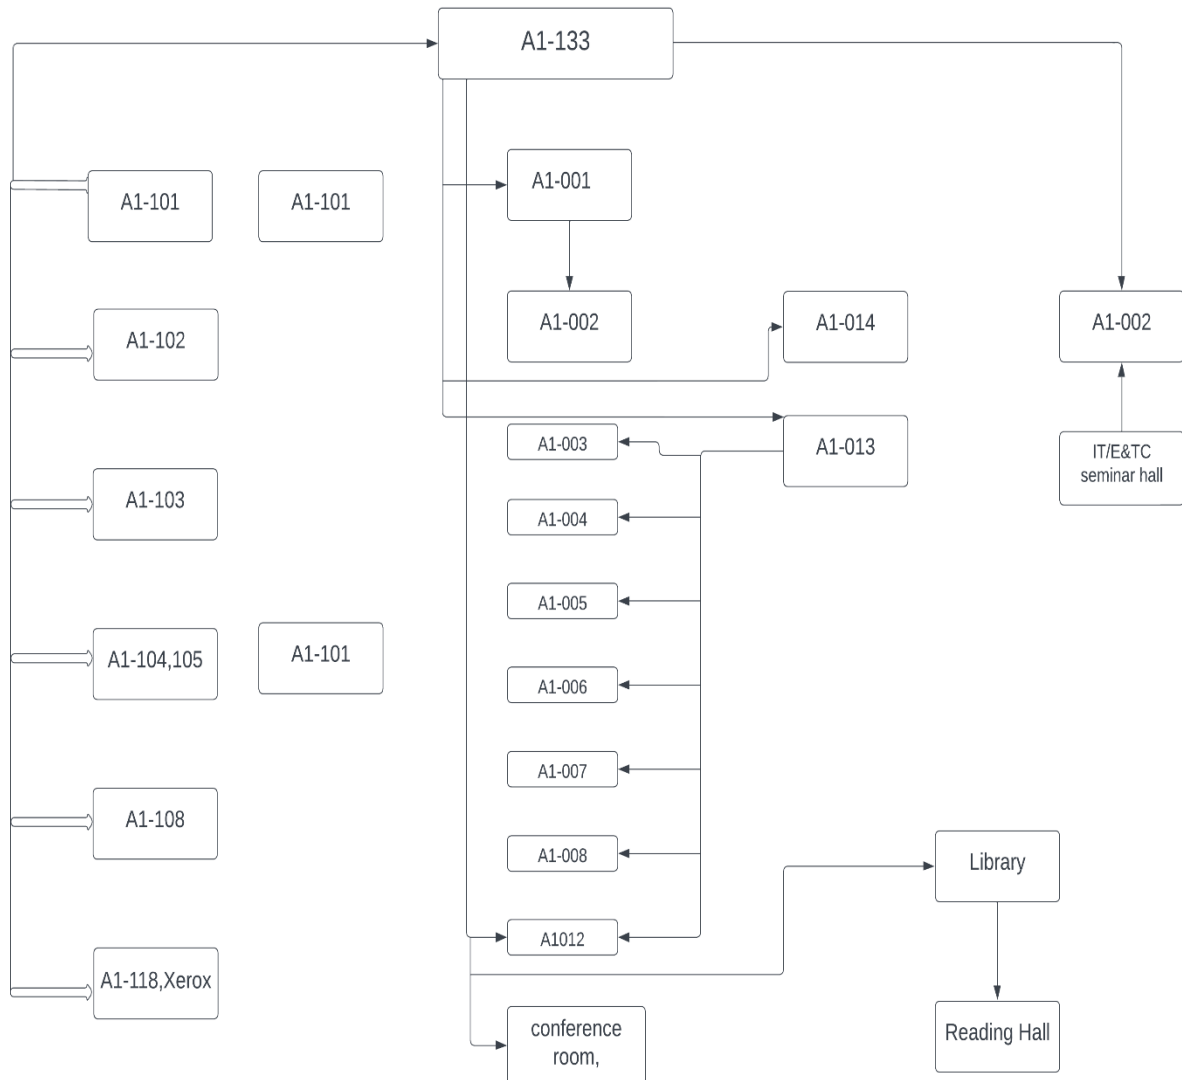 A1-133
A1-101
A1-101
A1-001
A1-102
A1-002
A1-014
A1-002
A1-003
A1-013
IT/E&TC
seminar hall
A1-103
A1-004
A1-005
A1-104,105
A1-101
A1-006
A1-007
A1-108
A1-008
Library
A1012
A1-118,Xerox
conference
room,
Reading Hall